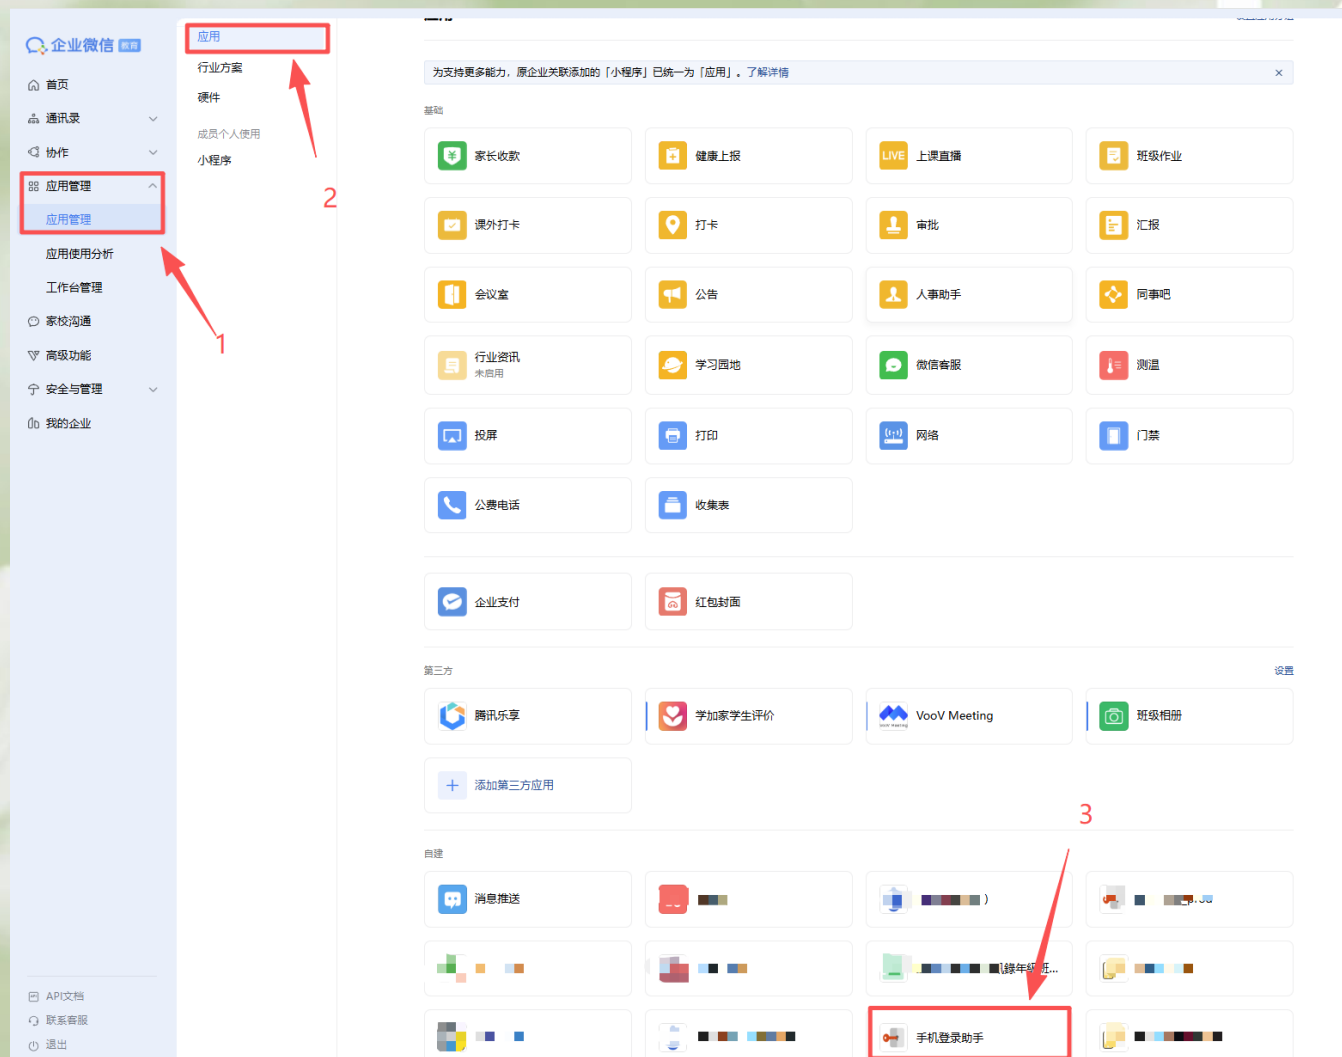 企业微信 教育
首页
通讯录
协作
应用管理
应用管理
应用使用分析
工作台管理
家校沟通
高级功能
安全与管理
我的企业
API文档
联系客服
退出
1
应用
行业方案
硬件
成员个人使用
小程序
2
为支持更多能力，原企业关联添加的「小程序」已统一为「应用」。了解详情
基础
家长收款
健康上报
LIVE 上课直播
班级作业
课外打卡
打卡
审批
汇报
会议室
公告
人事助手
同事吧
行业资讯
未启用
学习园地
微信客服
测温
投屏
打印
网络
门禁
公费电话
收集表
企业支付
红包封面
第三方
设置
腾讯乐享
学加家学生评价
VooV Meeting
班级相册
添加第三方应用
3
自建
消息推送
手机登录助手